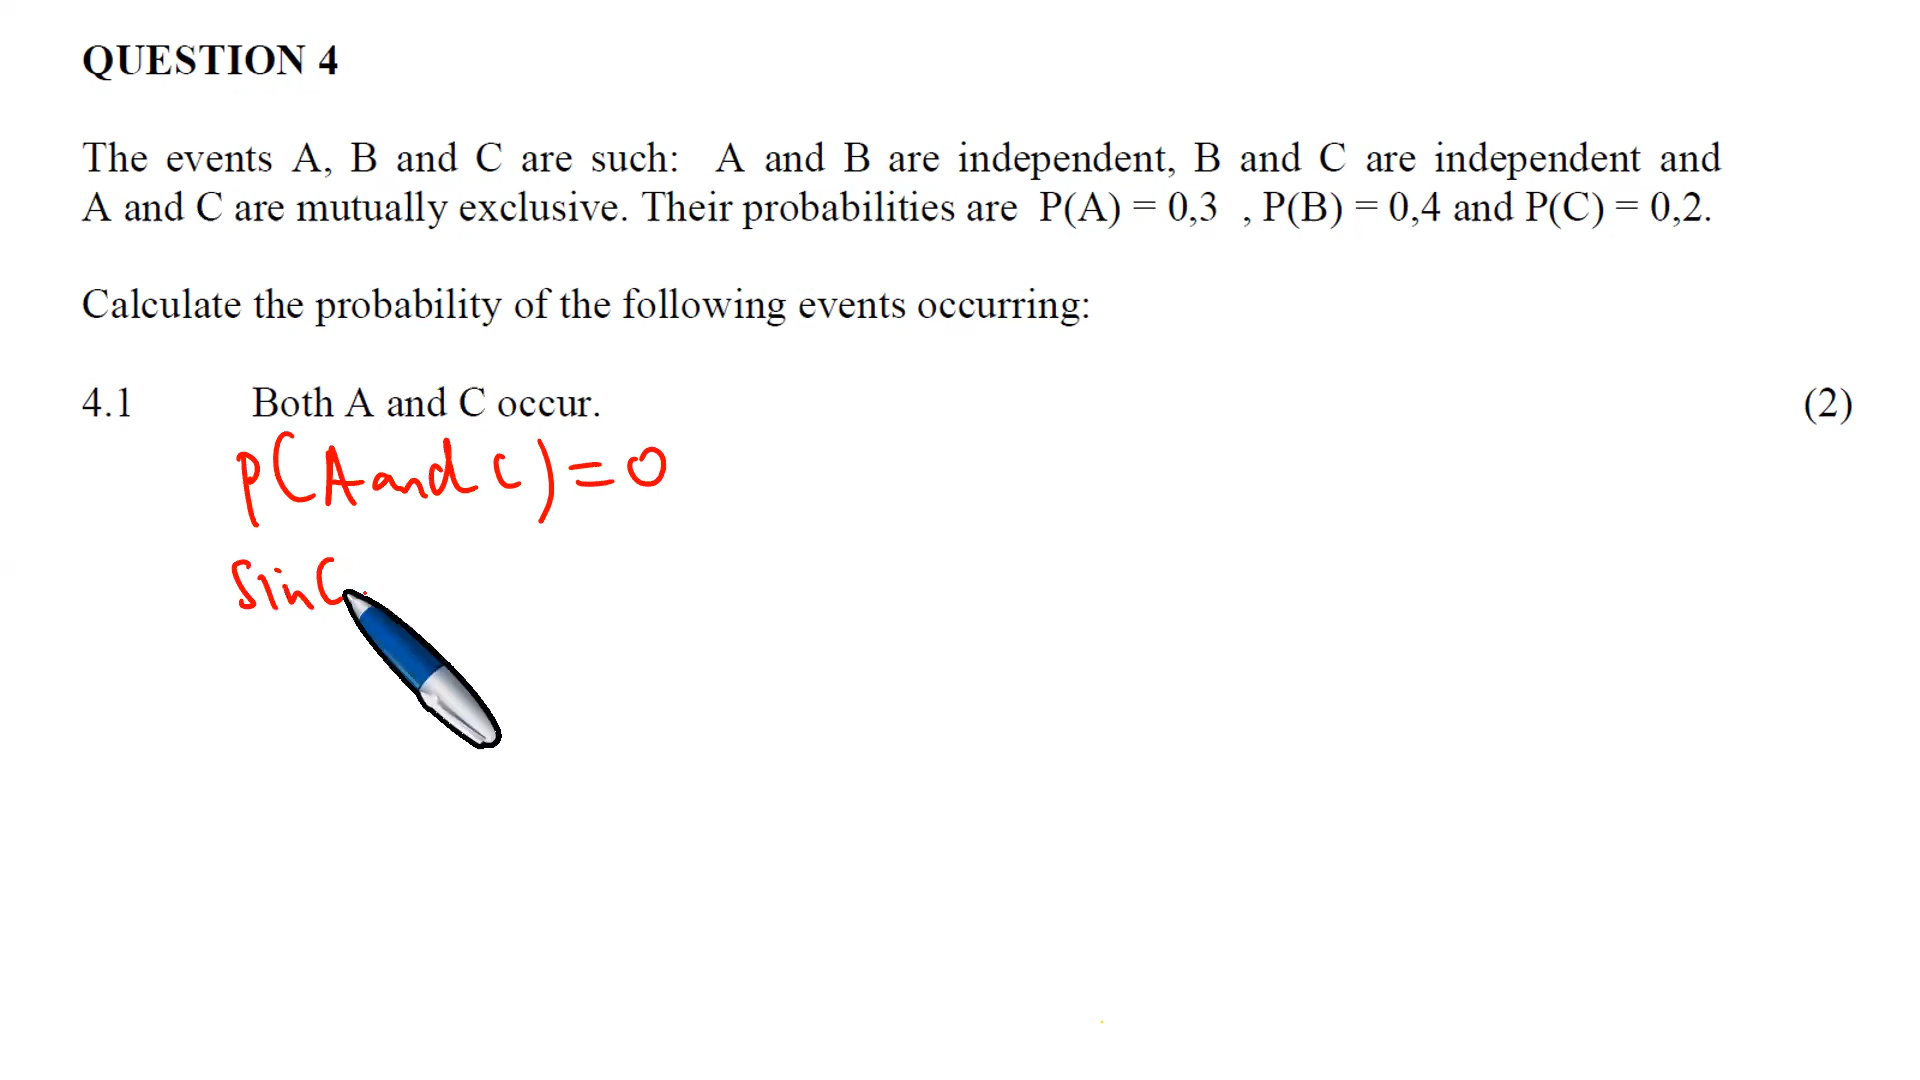 QUESTION 4
The events A, B and C are such: A and B are independent, B and C are independent and
A and C are mutually exclusive. Their probabilities are P(A) = 0,3 , P(B) = 0,4 and P(C) = 0,2.
Calculate the probability of the following events occurring:
4.1 Both A and C occur. (2)
P(A and C) = 0
sinc